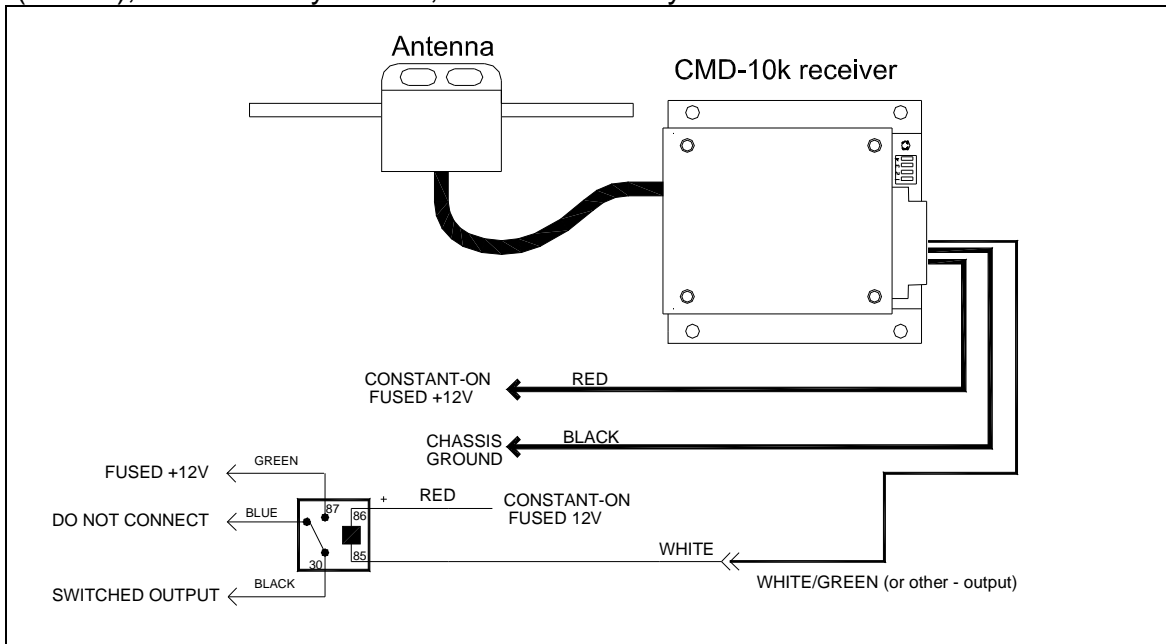 Antenna
CMD-10k receiver
CONSTANT-ON
FUSED +12V
RED
CHASSIS
GROUND
BLACK
FUSED +12V
GREEN
DO NOT CONNECT
BLUE
SWITCHED OUTPUT
BLACK
87
86
85
30
+
RED
CONSTANT-ON
FUSED 12V
WHITE
WHITE/GREEN (or other - output)